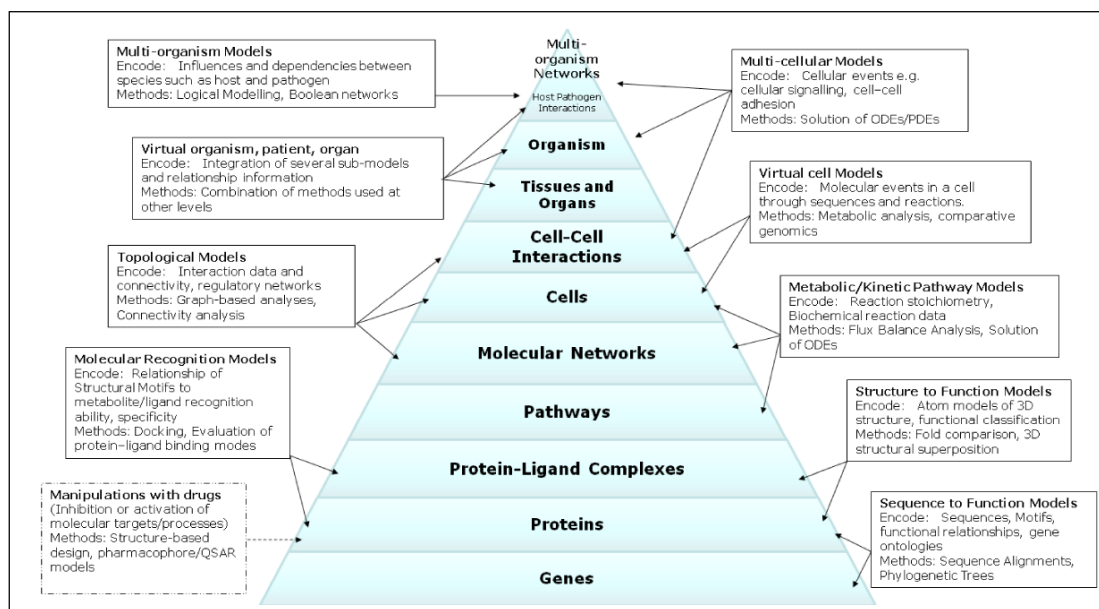 Multi-organism Models
Encode: Influences and dependencies between
species such as host and pathogen
Methods: Logical Modelling, Boolean networks
Virtual organism, patient, organ
Encode: Integration of several sub-models
and relationship information
Methods: Combination of methods used at
other levels
Topological Models
Encode: Interaction data and
connectivity, regulatory networks
Methods: Graph-based analyses,
Connectivity analysis
Molecular Recognition Models
Encode: Relationship of
Structural Motifs to
metabolite/ligand recognition
ability, specificity
Methods: Docking, Evaluation of
protein-ligand binding modes
Manipulations with drugs
(Inhibition or activation of
molecular targets/processes)
Methods: Structure-based
design, pharmacophore/QSAR
models
Multi-
organism
Networks
Host Pathogen
Interactions
Organism
Tissues and
Organs
Cell-Cell
Interactions
Cells
Molecular Networks
Pathways
Protein-Ligand Complexes
Proteins
Genes
Multi-cellular Models
Encode: Cellular events e.g.
cellular signalling, cell-cell
adhesion
Methods: Solution of ODEs/PDEs
Virtual cell Models
Encode: Molecular events in a cell
through sequences and reactions.
Methods: Metabolic analysis, comparative
genomics
Metabolic/Kinetic Pathway Models
Encode: Reaction stoichiometry,
Biochemical reaction data
Methods: Flux Balance Analysis, Solution
of ODEs
Structure to Function Models
Encode: Atom models of 3D
structure, functional classification
Methods: Fold comparison, 3D
structural superposition
Sequence to Function Models
Encode: Sequences, Motifs,
functional relationships, gene
ontologies
Methods: Sequence Alignments,
Phylogenetic Trees